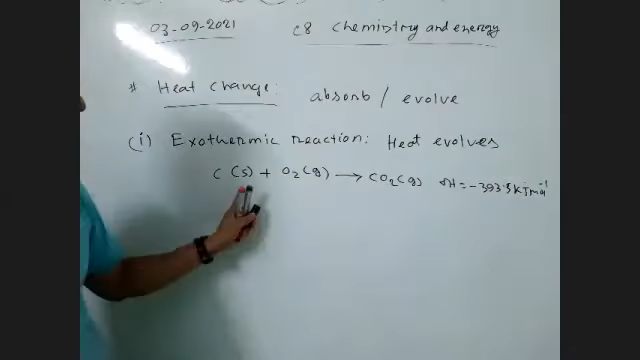 03-09-2021 C8 Chemistry and energy
# Heat Change: absorb / evolve
(i) Exothermic reaction: Heat evolves
C (s) + O₂ (g) → CO₂ (g) ΔH = -393.5 kJ mol⁻¹